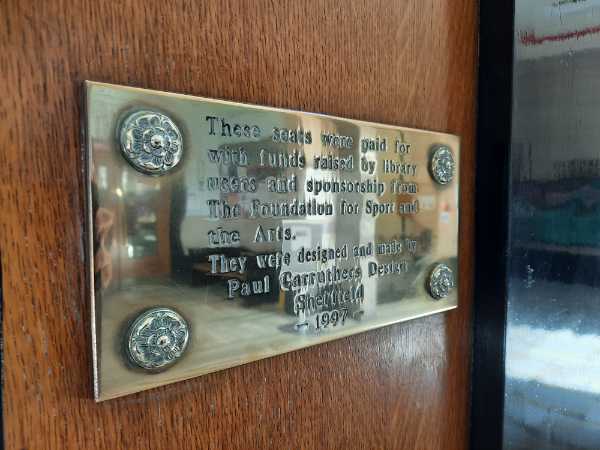 These seats were paid for
with funds raised by library
users and sponsorship from
The Foundation for Sport and
the Arts.
They were designed and made by
Paul Carruthers Design
Sheffield
- 1997 -